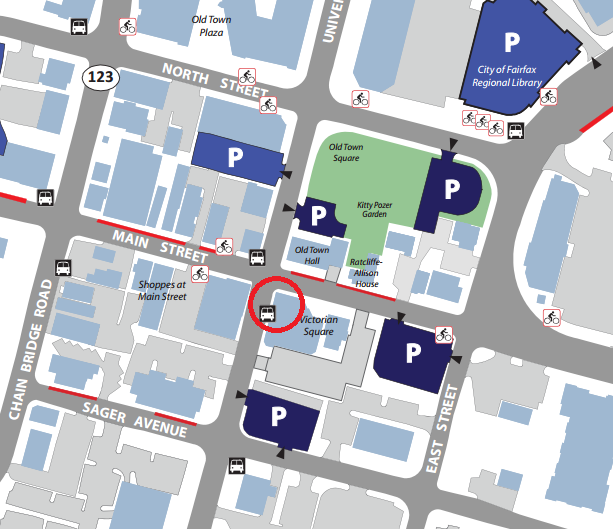 Old Town
Plaza
UNIVER
P
City of Fairfax
Regional Library
123
NORTH STREET
P
Old Town
Square
P
Kitty Pozer
Garden
P
MAIN STREET
Old Town
Hall
Ratcliffe-
Allison
House
Shoppes at
Main Street
Victorian
Square
P
CHAIN BRIDGE ROAD
P
SAGER AVENUE
EAST STREET